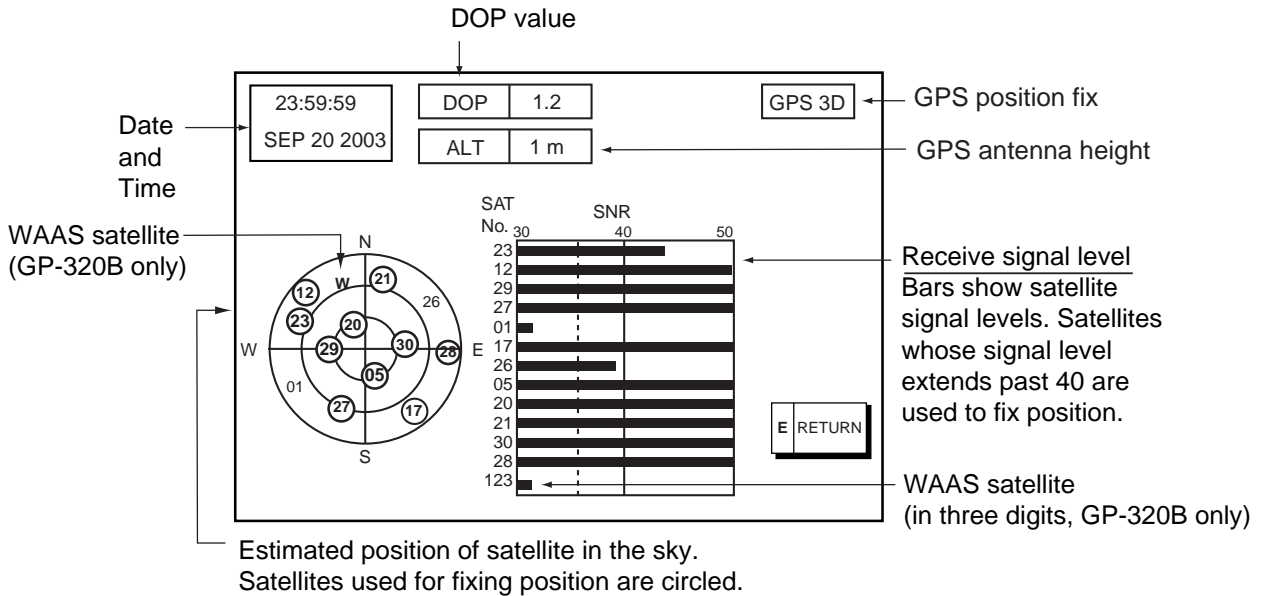 DOP value
23:59:59
SEP 20 2003
DOP 1.2
ALT 1 m
GPS 3D
GPS position fix
GPS antenna height
Date
and
Time
WAAS satellite
(GP-320B only)
N
W
E
S
W
12
21
26
23
20
29
30
28
05
01
27
17
SAT
No.
SNR
30 40 50
23
12
29
27
01
17
26
05
20
21
30
28
123
Receive signal level
Bars show satellite
signal levels. Satellites
whose signal level
extends past 40 are
used to fix position.
E RETURN
WAAS satellite
(in three digits, GP-320B only)
Estimated position of satellite in the sky.
Satellites used for fixing position are circled.